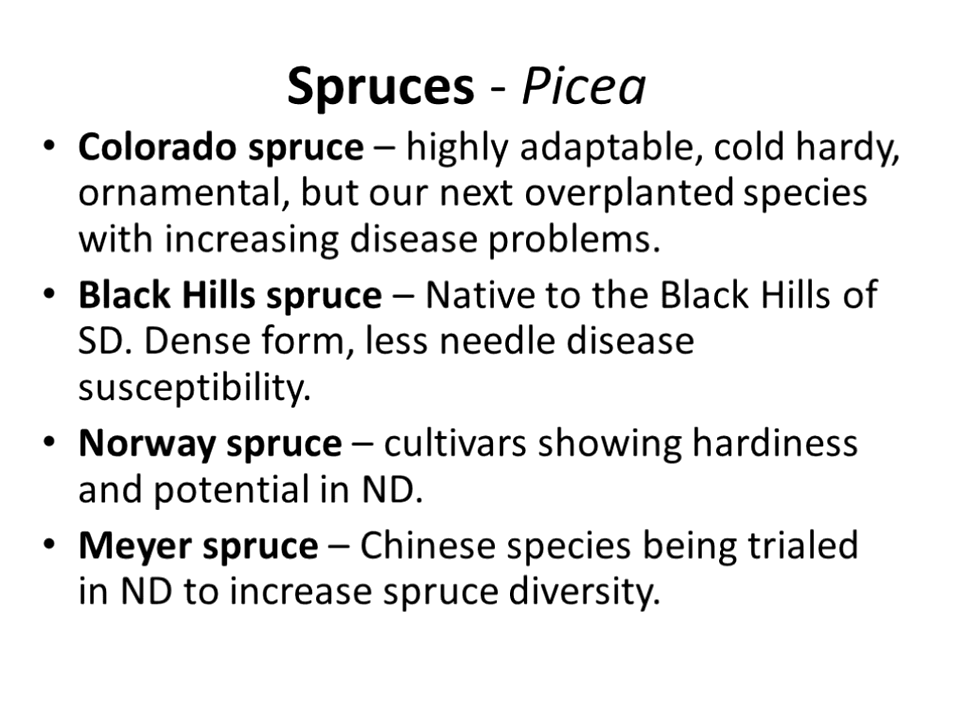 Spruces - Picea
• Colorado spruce – highly adaptable, cold hardy,
ornamental, but our next overplanted species
with increasing disease problems.
• Black Hills spruce – Native to the Black Hills of
SD. Dense form, less needle disease
susceptibility.
• Norway spruce – cultivars showing hardiness
and potential in ND.
• Meyer spruce – Chinese species being trialed
in ND to increase spruce diversity.